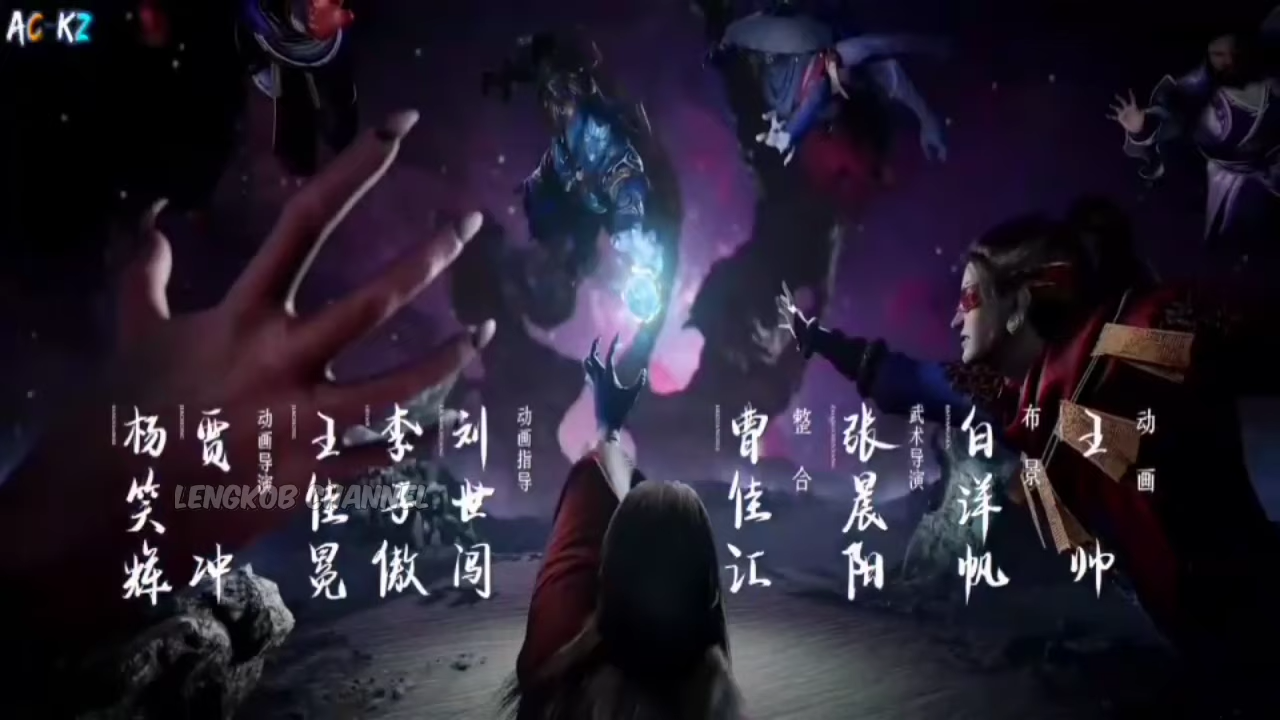 AC-KZ
动画
王帅
布景
白洋帆
武术导演
张晨阳
整合
曹佳汇
动画指导
刘世闯
李子傲
王佳冕
动画导演
贾冲
杨笑辉
LENGKOB CHANNEL